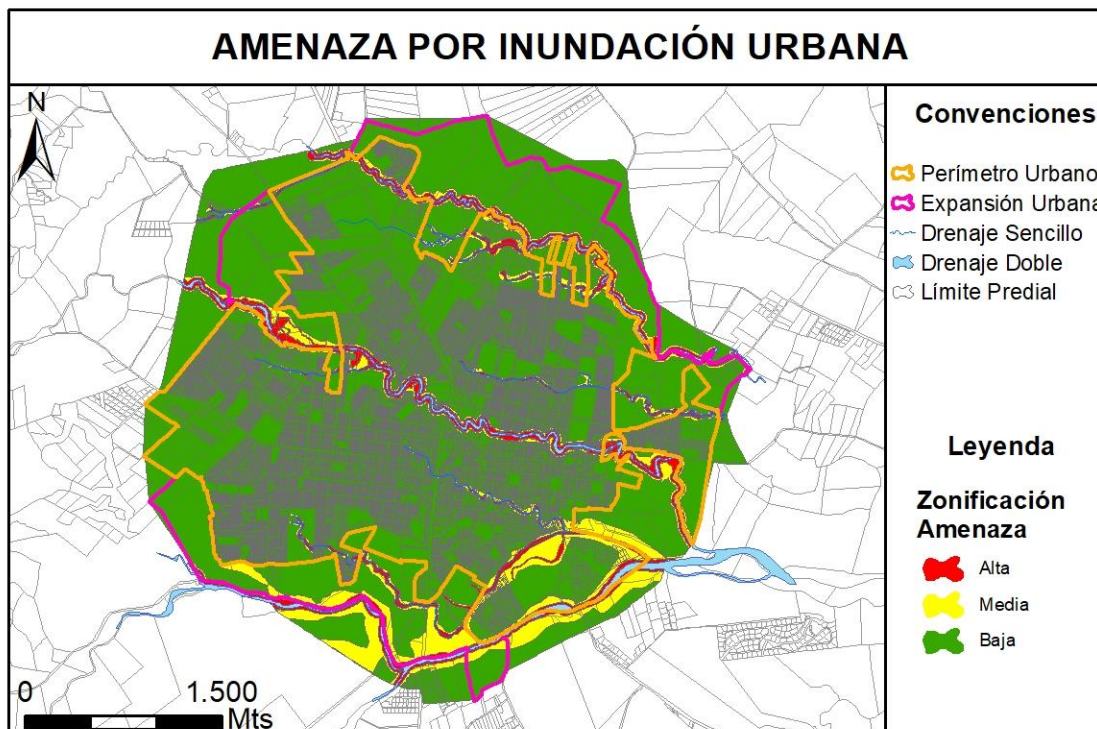 AMENAZA POR INUNDACIÓN URBANA
N
0 1.500
Mts
Convenciones
Perímetro Urbano
Expansión Urbana
Drenaje Sencillo
Drenaje Doble
Límite Predial
Leyenda
Zonificación
Amenaza
Alta
Media
Baja